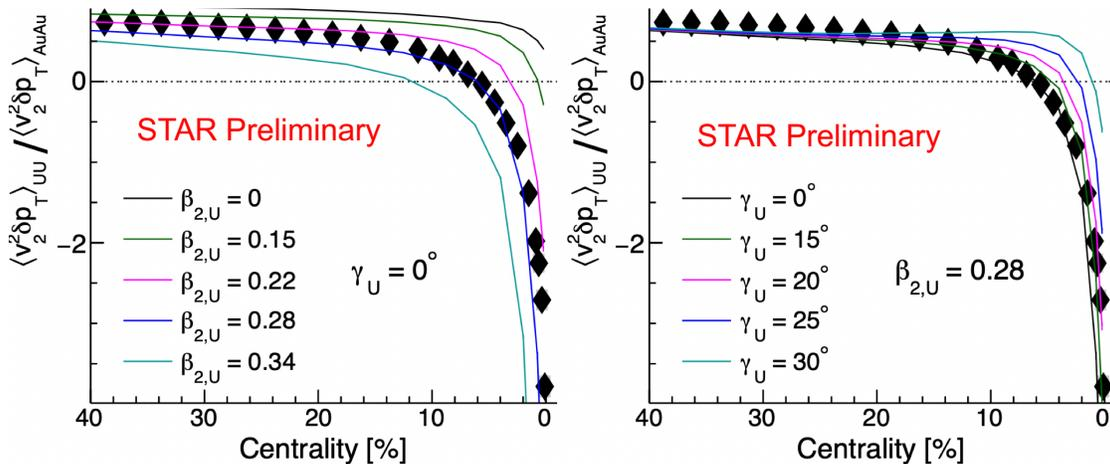 ⟨v₂²δp_T⟩_UU / ⟨v₂²δp_T⟩_AuAu
0
−2
STAR Preliminary
β_2,U = 0
β_2,U = 0.15
β_2,U = 0.22
β_2,U = 0.28
β_2,U = 0.34
γ_U = 0°
40 30 20 10 0
Centrality [%]
⟨v₂²δp_T⟩_UU / ⟨v₂²δp_T⟩_AuAu
0
−2
STAR Preliminary
γ_U = 0°
γ_U = 15°
γ_U = 20°
γ_U = 25°
γ_U = 30°
β_2,U = 0.28
40 30 20 10 0
Centrality [%]